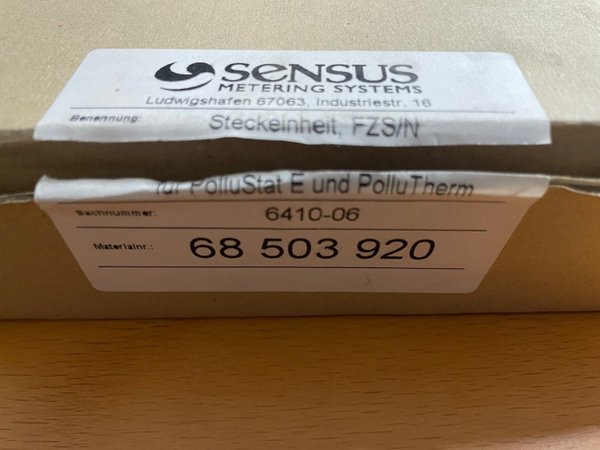 SENSUS
METERING SYSTEMS
Ludwigshafen 67063, Industriestr. 16
Benennung: Steckeinheit, FZS/N
für PolluStat E und PolluTherm
Sachnummer: 6410-06
Materialnr.: 68 503 920